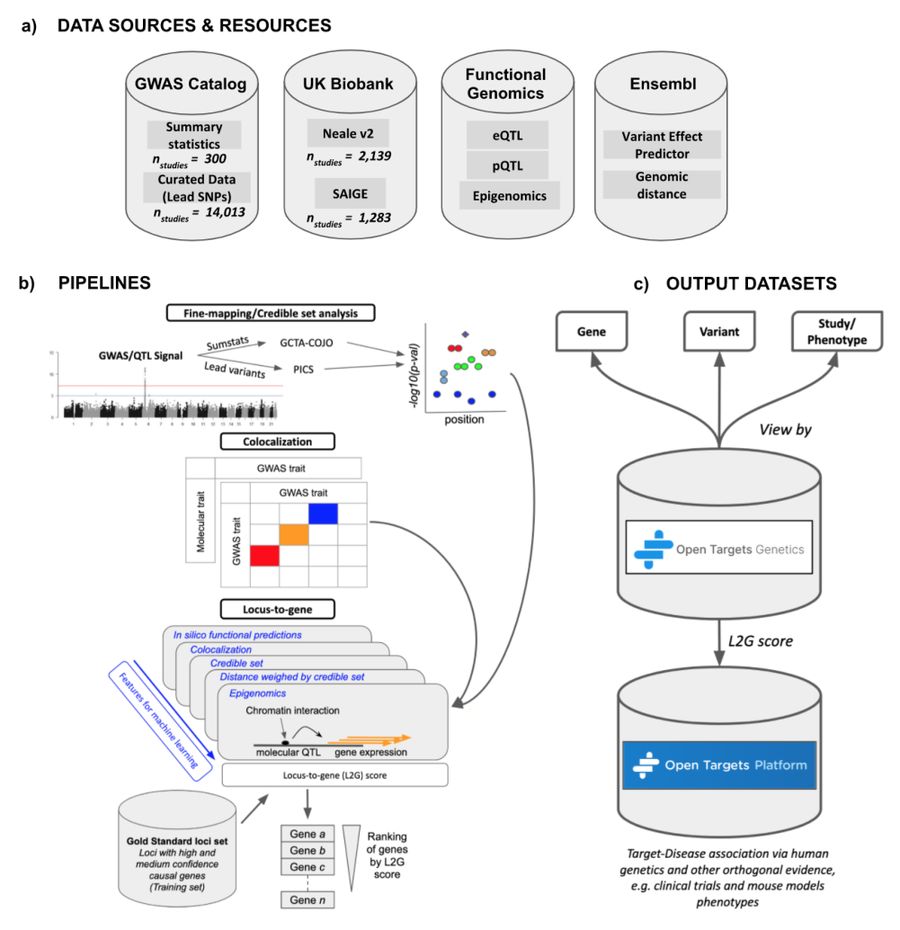 a) DATA SOURCES & RESOURCES
GWAS Catalog
Summary
statistics
n studies = 300
Curated Data
(Lead SNPs)
n studies = 14,013
UK Biobank
Neale v2
n studies = 2,139
SAIGE
n studies = 1,283
Functional
Genomics
eQTL
pQTL
Epigenomics
Ensembl
Variant Effect
Predictor
Genomic
distance
b) PIPELINES
Fine-mapping/Credible set analysis
GWAS/QTL Signal
Sumstats
GCTA-COJO
Lead variants
PICS
-log10(p-val)
position
Colocalization
GWAS trait
Molecular trait
GWAS trait
GWAS trait
Locus-to-gene
In silico functional predictions
Colocalization
Credible set
Distance weighed by credible set
Epigenomics
Chromatin interaction
molecular QTL gene expression
Features for machine learning
Locus-to-gene (L2G) score
Gold Standard loci set
Loci with high and
medium confidence
causal genes
(Training set)
Gene a
Gene b
Gene c
Gene n
Ranking
of genes
by L2G
score
c) OUTPUT DATASETS
Gene
Variant
Study/
Phenotype
View by
Open Targets Genetics
L2G score
Open Targets Platform
Target-Disease association via human
genetics and other orthogonal evidence,
e.g. clinical trials and mouse models
phenotypes